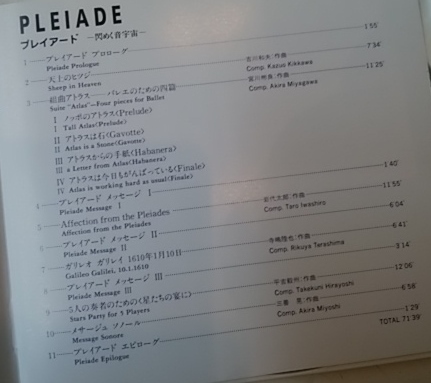 PLEIADE
プレイアード —閃めく音宇宙—
1 プレイアード プロローグ 1'55"
Pleiade Prologue
吉川和夫:作曲 7'34"
2 天上のヒツジ
Sheep in Heaven
Comp. Kazuo Kikkawa
宮川彬良:作曲 11'25"
3 組曲アトラス——バレエのための四篇
Suite "Atlas"—Four pieces for Ballet
Comp. Akira Miyagawa
I ノッポのアトラス〈Prelude〉
I Tall Atlas〈Prelude〉
II アトラスは石〈Gavotte〉
II Atlas is a Stone〈Gavotte〉
III アトラスからの手紙〈Habanera〉
III a Letter from Atlas〈Habanera〉
IV アトラスは今日もがんばっている〈Finale〉
IV Atlas is working hard as usual〈Finale〉
4 プレイアード メッセージ I 1'40"
Pleiade Message I
岩代太郎:作曲 11'55"
5 Affection from the Pleiades
Affection from the Pleiades
Comp. Taro Iwashiro
6 プレイアード メッセージ II 6'04"
Pleiade Message II
寺嶋陸也:作曲 6'41"
7 ガリレオ ガリレイ 1610年1月10日
Galileo Galilei, 10.1.1610
Comp. Rikuya Terashima
8 プレイアード メッセージ III 3'14"
Pleiade Message III
平吉毅州:作曲 12'06"
9 5人の奏者のための〈星たちの宴に〉
Stars Party for 5 Players
Comp. Takekuni Hirayoshi
三善 晃:作曲 6'58"
10 メサージュ ソノール
Message Sonore
Comp. Akira Miyoshi
11 プレイアード エピローグ 1'29"
Pleiade Epilogue
TOTAL 71'39"